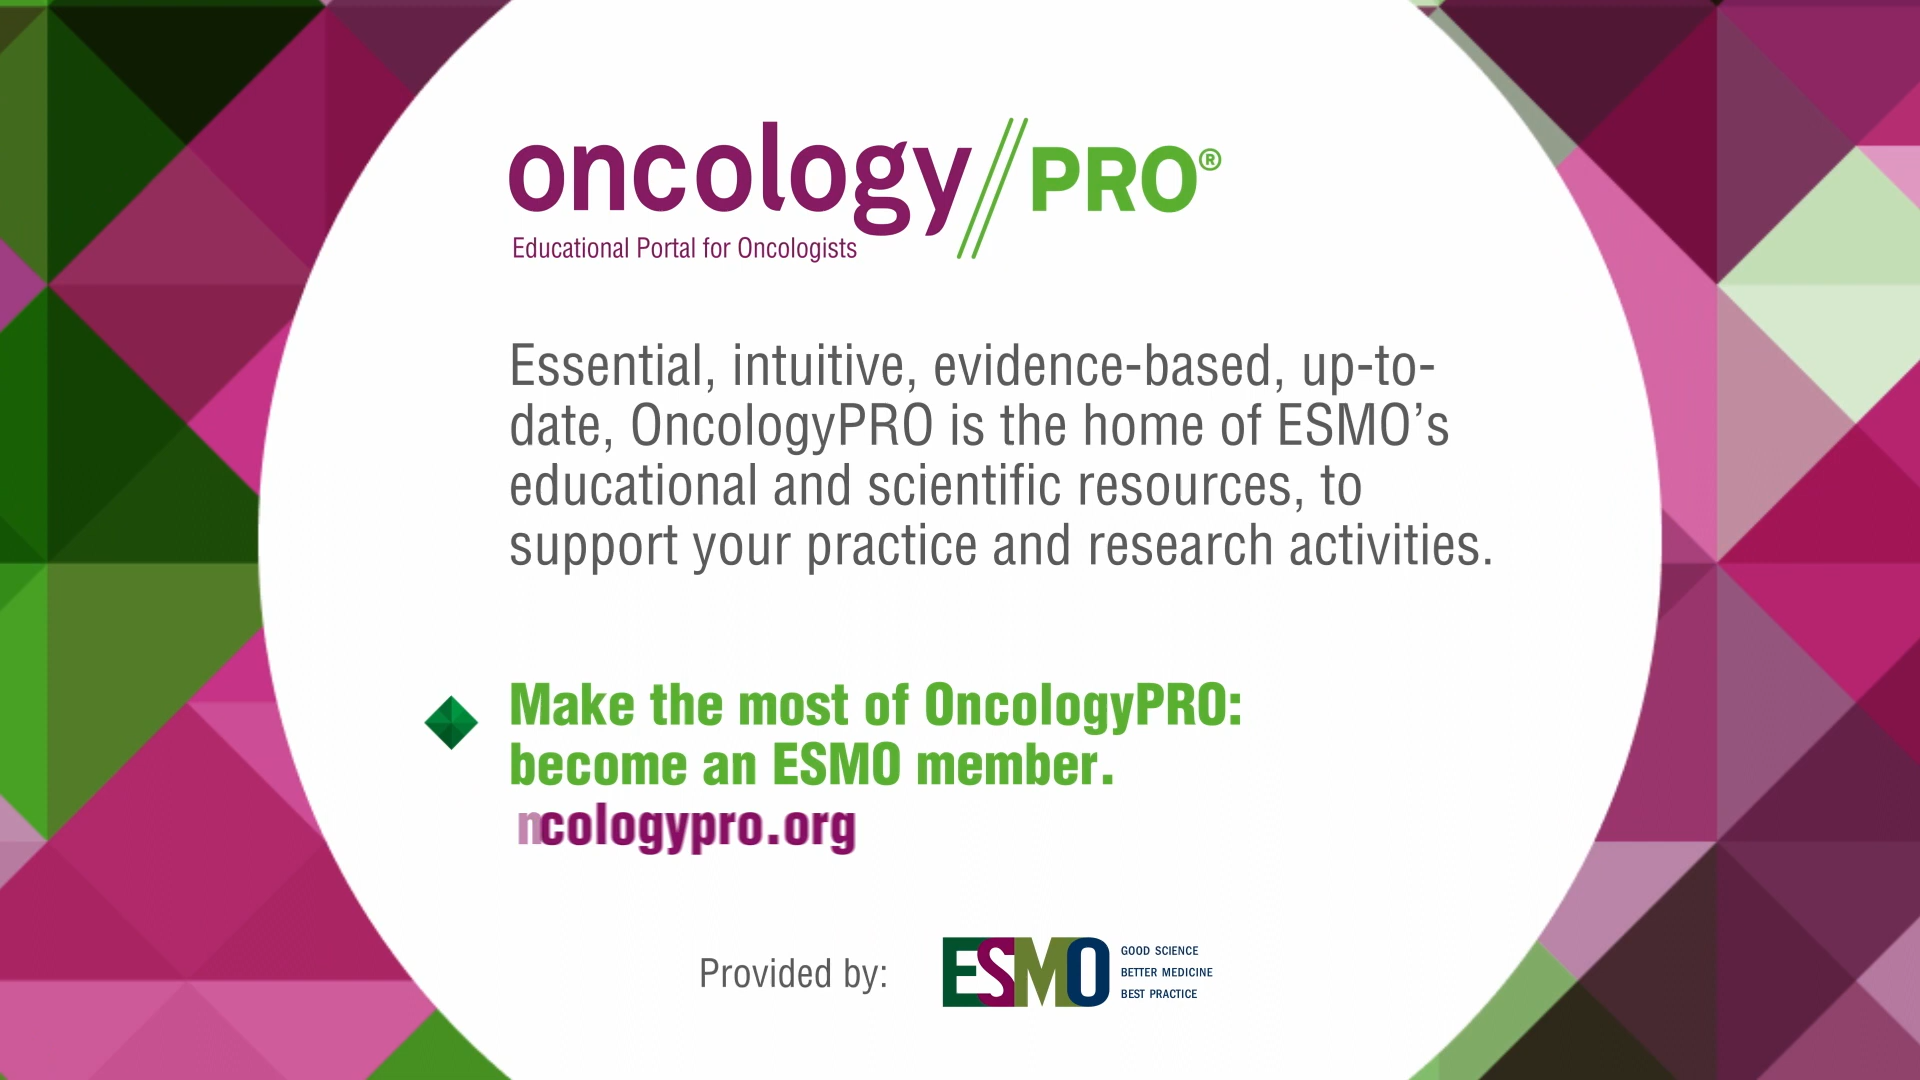 oncology//PRO®
Educational Portal for Oncologists
Essential, intuitive, evidence-based, up-to-
date, OncologyPRO is the home of ESMO’s
educational and scientific resources, to
support your practice and research activities.
Make the most of OncologyPRO:
become an ESMO member.
ncologypro.org
Provided by:
ESMO
GOOD SCIENCE
BETTER MEDICINE
BEST PRACTICE